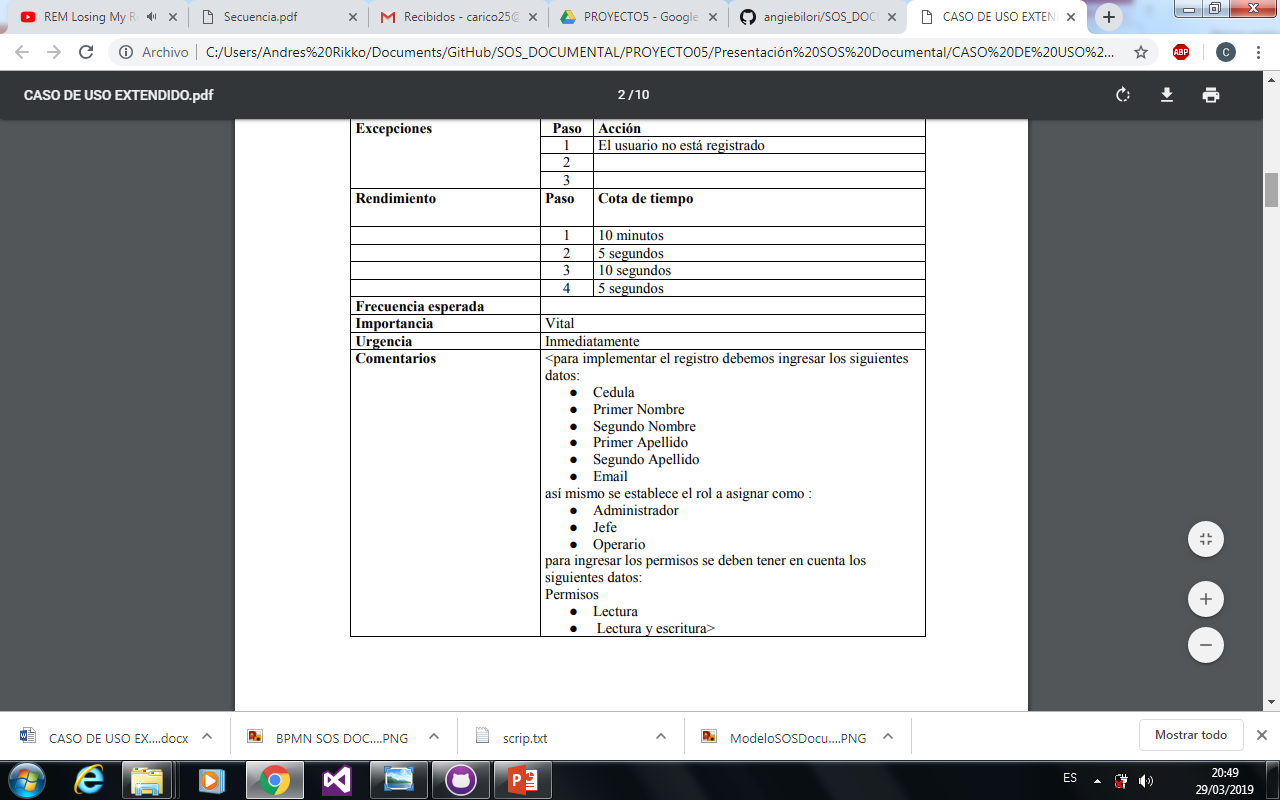 REM Losing My R
Secuencia.pdf
Recibidos - carico25@
PROYECTO5 - Google
angiebilori/SOS_DOC
CASO DE USO EXTEN
Archivo
C:/Users/Andres%20Rikko/Documents/GitHub/SOS_DOCUMENTAL/PROYECTO05/Presentación%20SOS%20Documental/CASO%20DE%20USO%2...
ABP
C
CASO DE USO EXTENDIDO.pdf
2 / 10
Excepciones Paso Acción
1 El usuario no está registrado
2
3
Rendimiento Paso Cota de tiempo
1 10 minutos
2 5 segundos
3 10 segundos
4 5 segundos
Frecuencia esperada
Importancia Vital
Urgencia Inmediatamente
Comentarios <para implementar el registro debemos ingresar los siguientes
datos:
● Cedula
● Primer Nombre
● Segundo Nombre
● Primer Apellido
● Segundo Apellido
● Email
así mismo se establece el rol a asignar como :
● Administrador
● Jefe
● Operario
para ingresar los permisos se deben tener en cuenta los
siguientes datos:
Permisos
● Lectura
● Lectura y escritura>
CASO DE USO EX....docx
BPMN SOS DOC....PNG
scrip.txt
ModeloSOSDocu....PNG
Mostrar todo
ES
20:49
29/03/2019